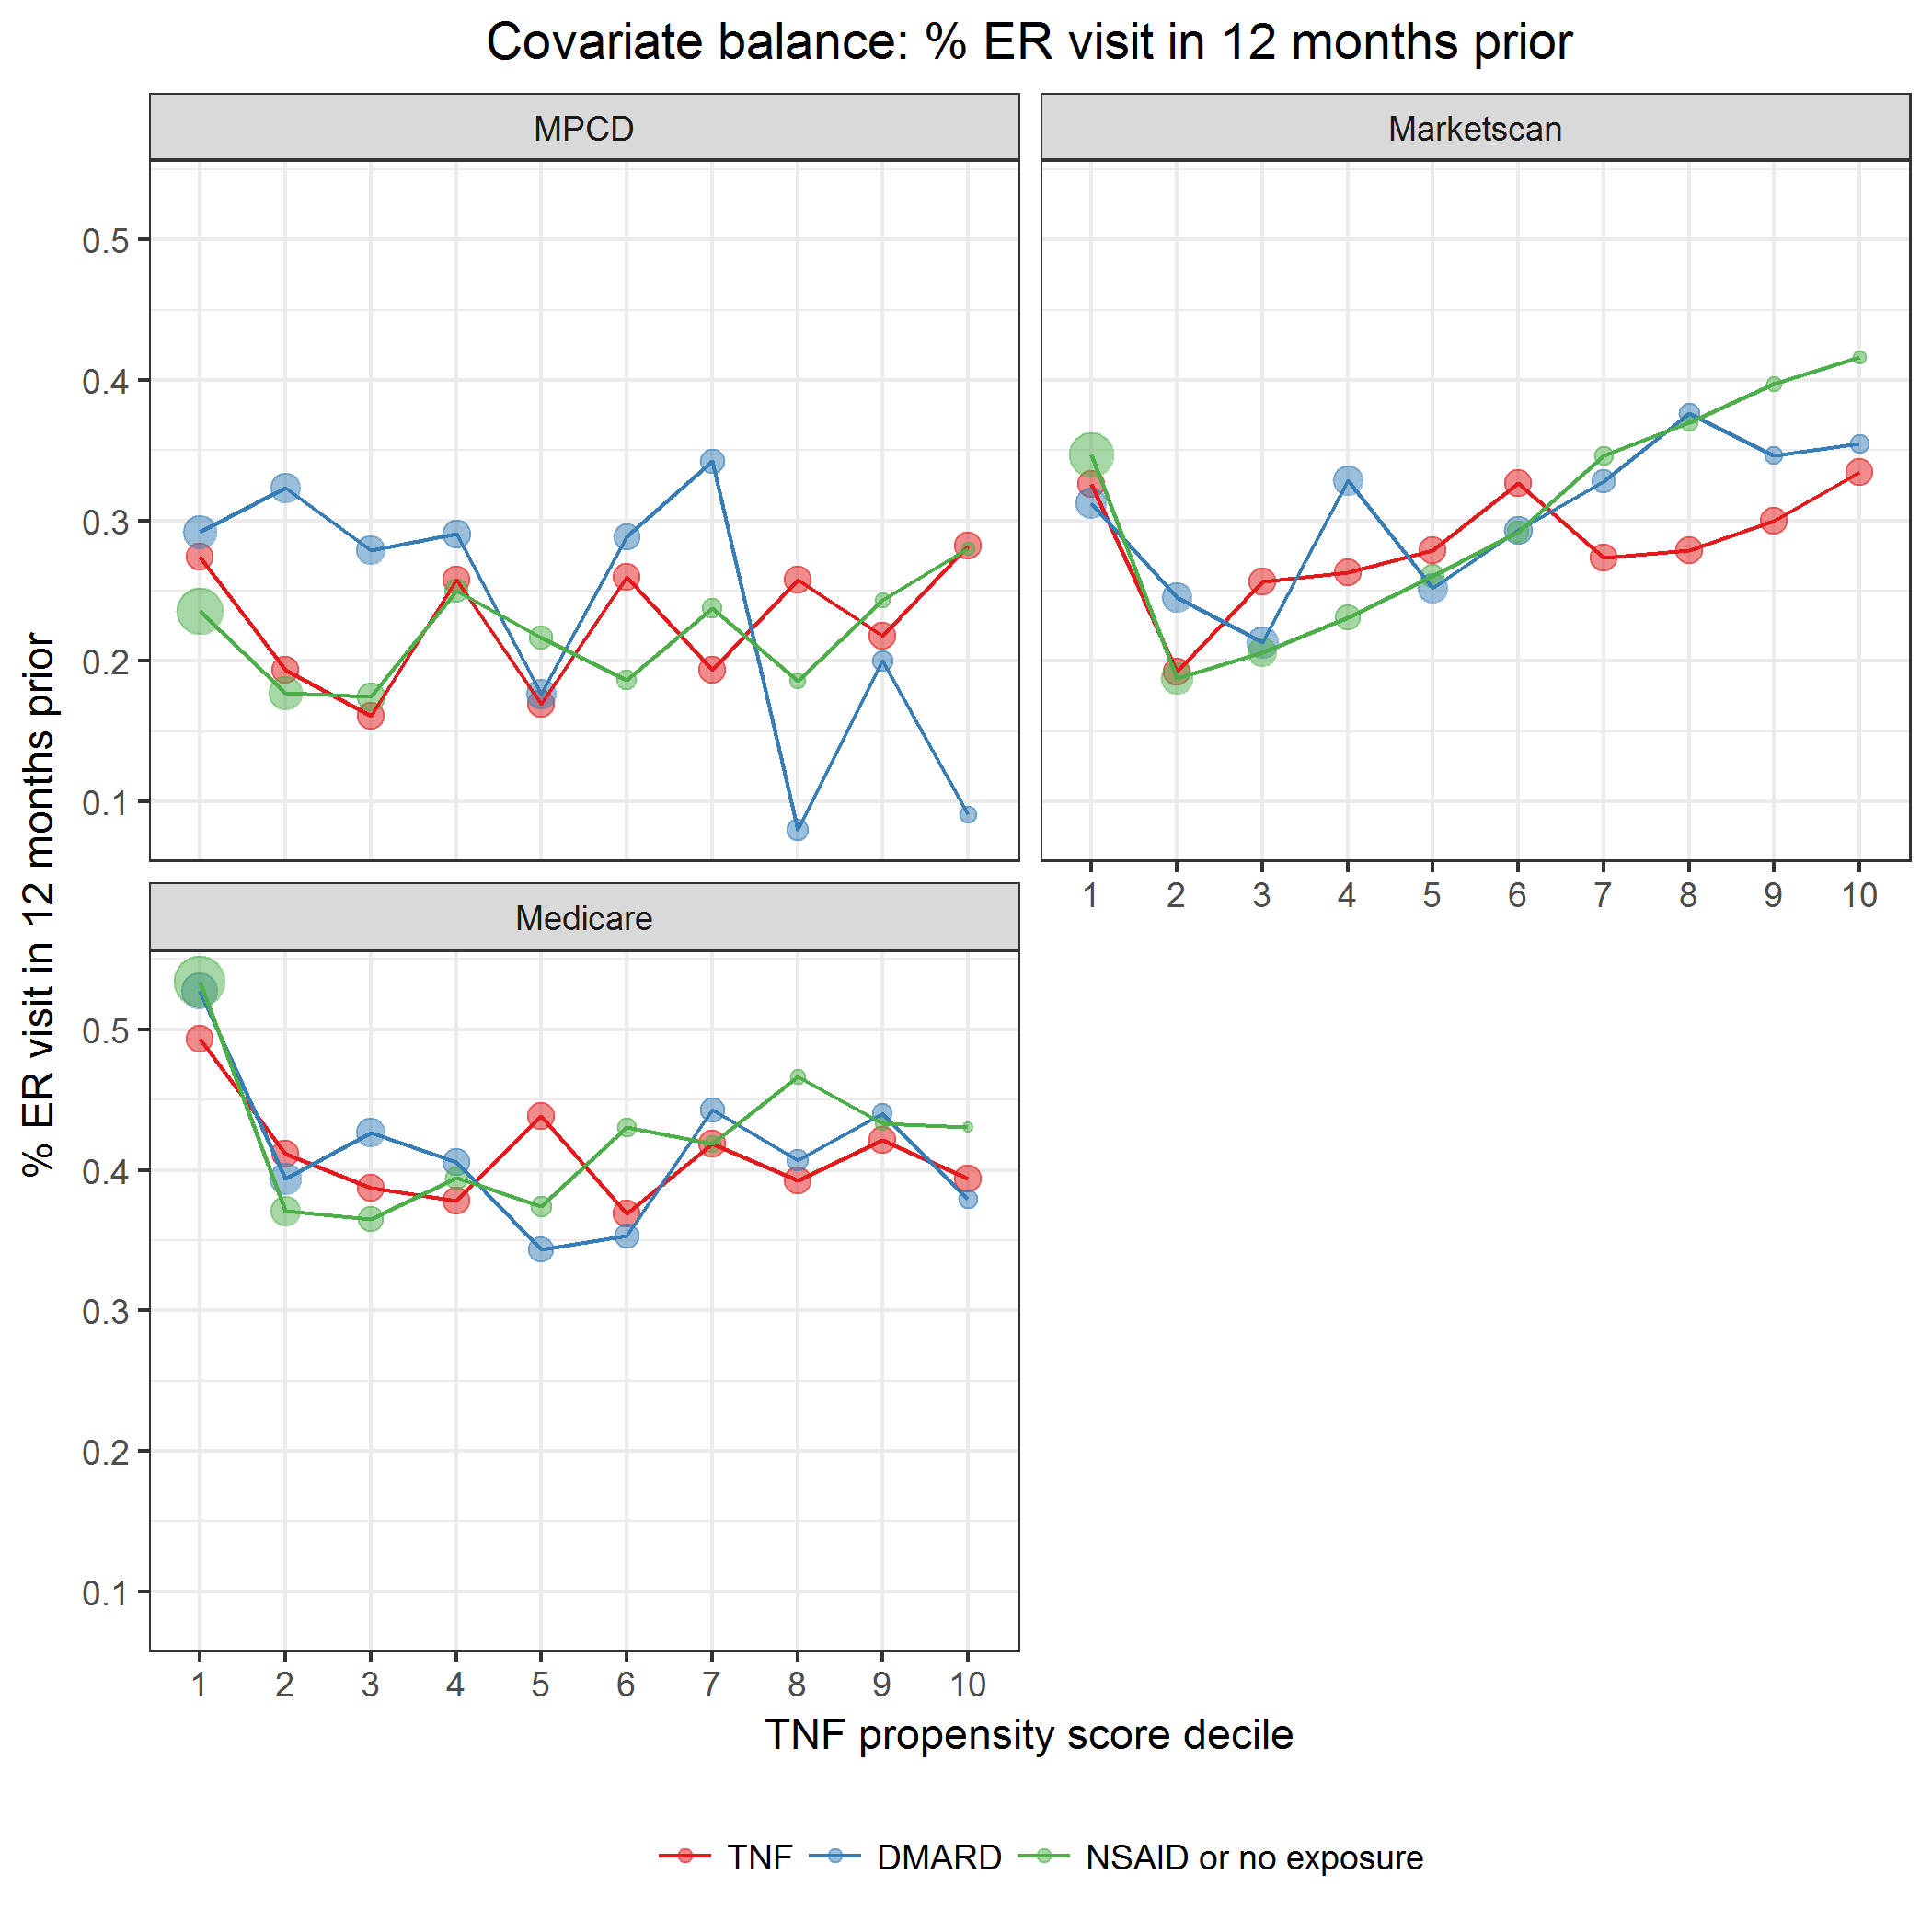 Covariate balance: % ER visit in 12 months prior
MPCD
Marketscan
0.5
0.4
0.3
0.2
0.1
1 2 3 4 5 6 7 8 9 10
Medicare
0.5
0.4
0.3
0.2
0.1
1 2 3 4 5 6 7 8 9 10
% ER visit in 12 months prior
TNF propensity score decile
TNF DMARD NSAID or no exposure